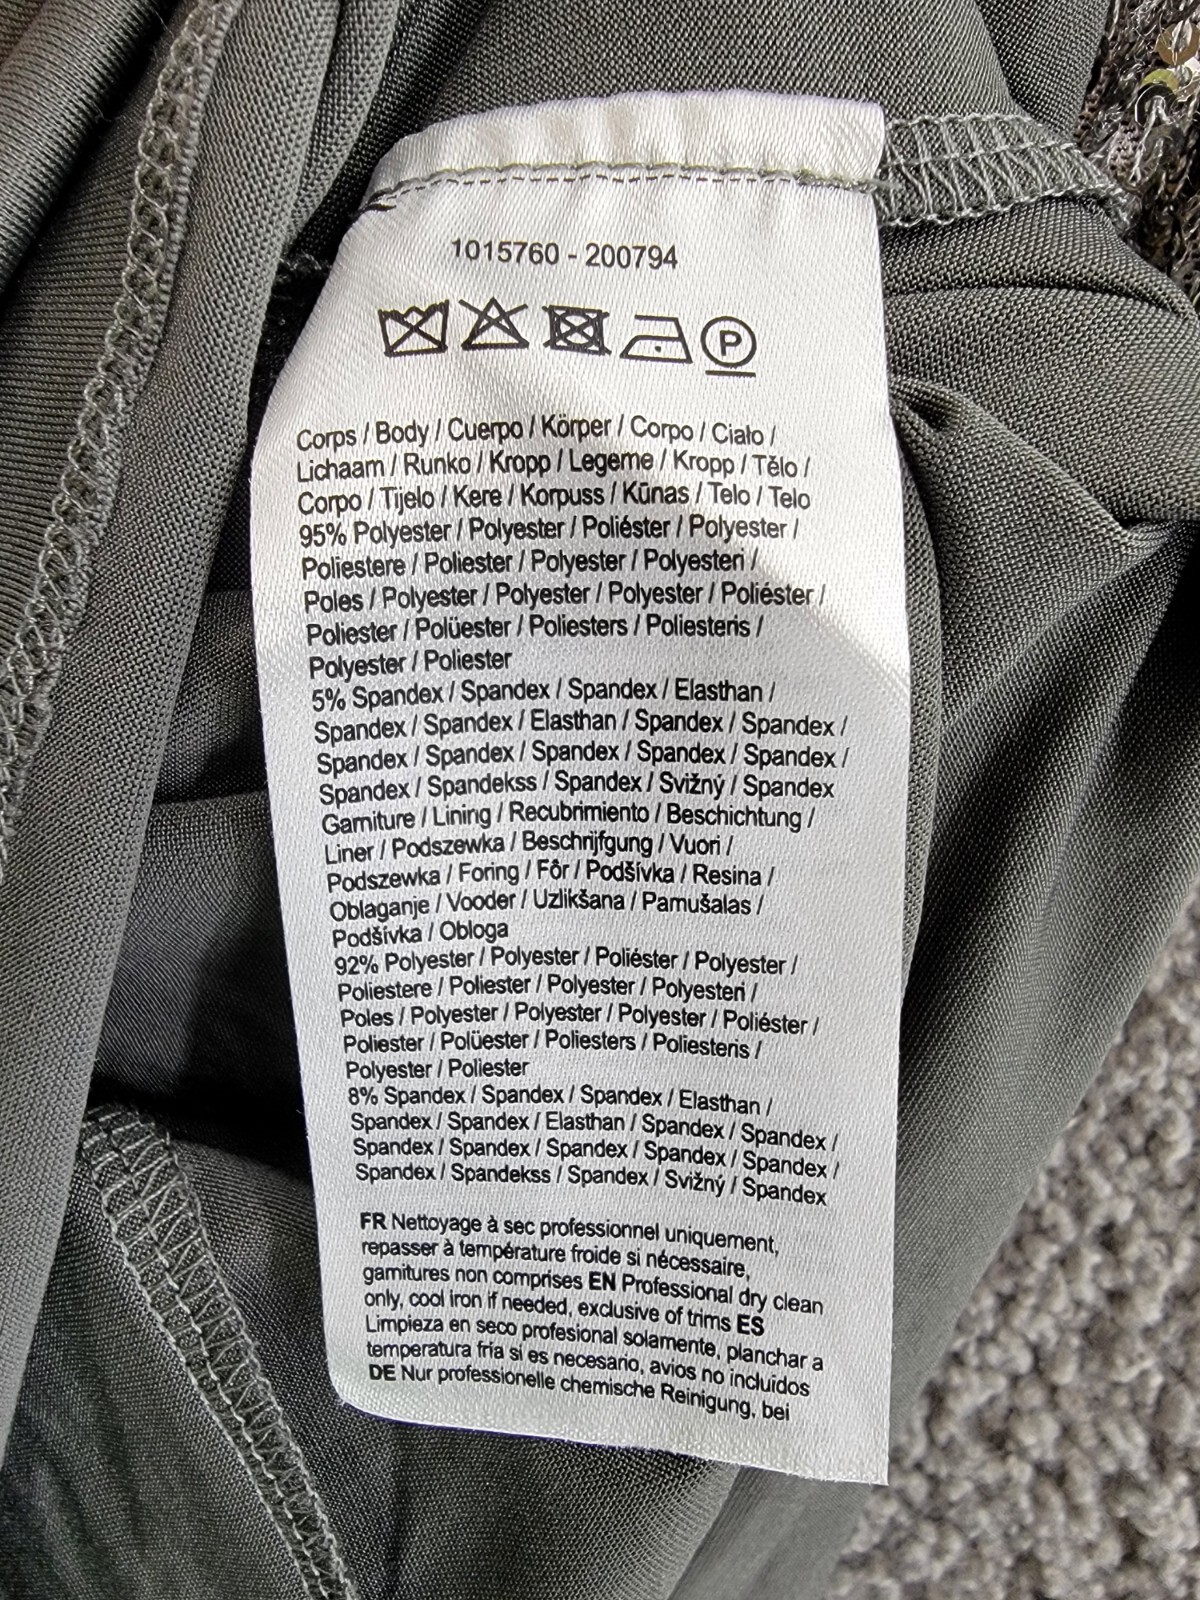 1015760 - 200794
P
Corps / Body / Cuerpo / Körper / Corpo / Ciało /
Lichaam / Runko / Kropp / Legeme / Kropp / Tělo /
Corpo / Tijelo / Kere / Korpuss / Kūnas / Telo / Telo
95% Polyester / Polyester / Poliéster / Polyester /
Poliestere / Poliester / Polyester / Polyesteri /
Poles / Polyester / Polyester / Polyester / Poliéster /
Poliester / Polüester / Poliesters / Poliesteris /
Polyester / Poliester
5% Spandex / Spandex / Spandex / Elasthan /
Spandex / Spandex / Elasthan / Spandex / Spandex /
Spandex / Spandex / Spandex / Spandex / Spandex /
Spandex / Spandekss / Spandex / Svižný / Spandex
Garniture / Lining / Recubrimiento / Beschichtung /
Liner / Podszewka / Beschrijfgung / Vuori /
Podszewka / Foring / Fôr / Podšívka / Resina /
Oblaganje / Vooder / Uzlikšana / Pamušalas /
Podšívka / Obloga
92% Polyester / Polyester / Poliéster / Polyester /
Poliestere / Poliester / Polyester / Polyesteri /
Poles / Polyester / Polyester / Polyester / Poliéster /
Poliester / Polüester / Poliesters / Poliesteris /
Polyester / Poliester
8% Spandex / Spandex / Spandex / Elasthan /
Spandex / Spandex / Elasthan / Spandex / Spandex /
Spandex / Spandex / Spandex / Spandex / Spandex /
Spandex / Spandekss / Spandex / Svižný / Spandex
FR Nettoyage à sec professionnel uniquement,
repasser à température froide si nécessaire,
garnitures non comprises EN Professional dry clean
only, cool iron if needed, exclusive of trims ES
Limpieza en seco profesional solamente, planchar a
temperatura fría si es necesario, avios no incluidos
DE Nur professionelle chemische Reinigung, bei